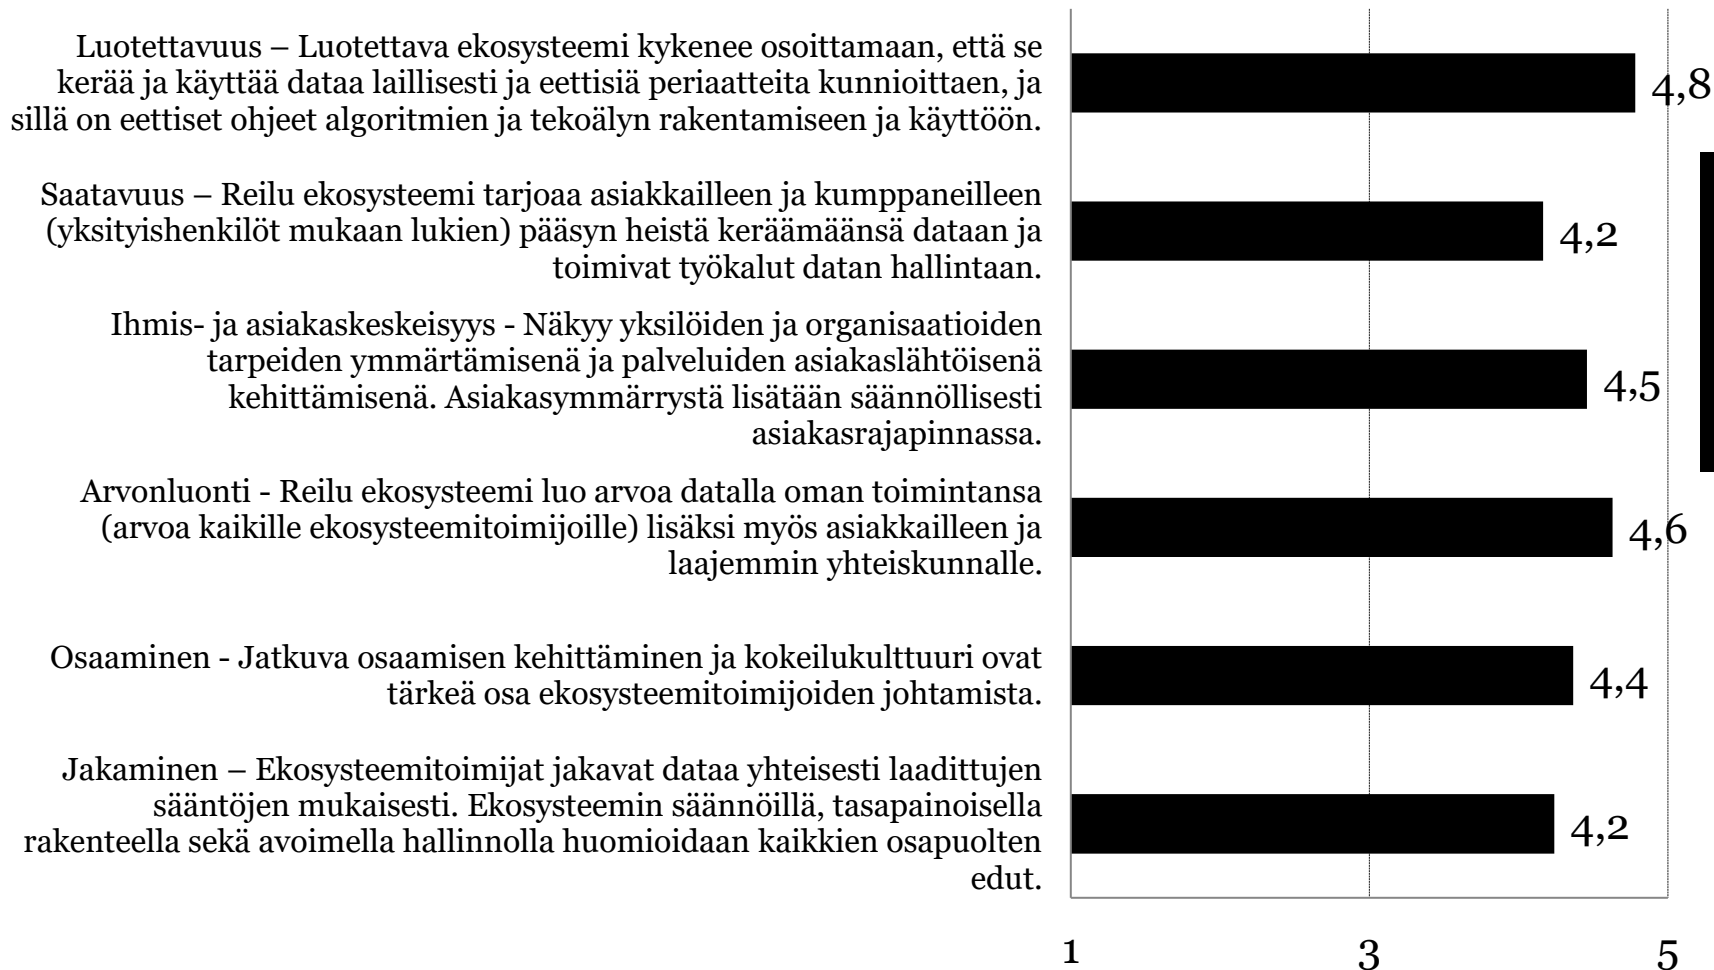 Luotettavuus – Luotettava ekosysteemi kykenee osoittamaan, että se
kerää ja käyttää dataa laillisesti ja eettisiä periaatteita kunnioittaen, ja
sillä on eettiset ohjeet algoritmien ja tekoälyn rakentamiseen ja käyttöön.
4,8
Saatavuus – Reilu ekosysteemi tarjoaa asiakkailleen ja kumppaneilleen
(yksityishenkilöt mukaan lukien) pääsyn heistä keräämäänsä dataan ja
toimivat työkalut datan hallintaan.
4,2
Ihmis- ja asiakaskeskeisyys - Näkyy yksilöiden ja organisaatioiden
tarpeiden ymmärtämisenä ja palveluiden asiakaslähtöisenä
kehittämisenä. Asiakasymmärrystä lisätään säännöllisesti
asiakasrajapinnassa.
4,5
Arvonluonti - Reilu ekosysteemi luo arvoa datalla oman toimintansa
(arvoa kaikille ekosysteemitoimijoille) lisäksi myös asiakkailleen ja
laajemmin yhteiskunnalle.
4,6
Osaaminen - Jatkuva osaamisen kehittäminen ja kokeilukulttuuri ovat
tärkeä osa ekosysteemitoimijoiden johtamista.
4,4
Jakaminen – Ekosysteemitoimijat jakavat dataa yhteisesti laadittujen
sääntöjen mukaisesti. Ekosysteemin säännöillä, tasapainoisella
rakenteella sekä avoimella hallinnolla huomioidaan kaikkien osapuolten
edut.
4,2
1 3 5